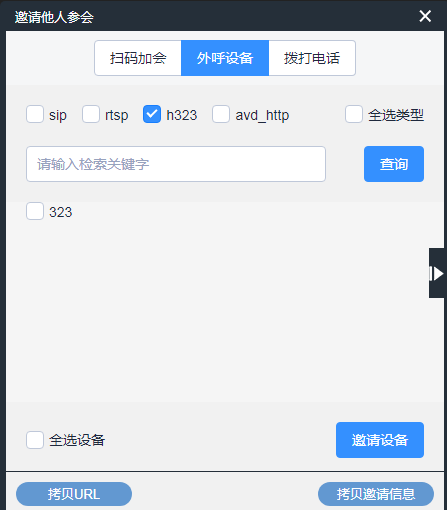 邀请他人参会
扫码加会 外呼设备 拨打电话
sip rtsp h323 avd_http 全选类型
请输入检索关键字 查询
323
全选设备 邀请设备
拷贝URL 拷贝邀请信息